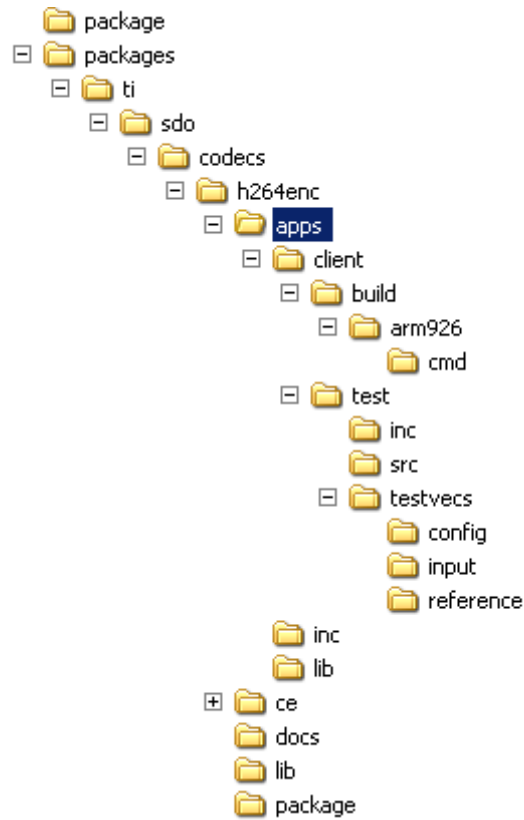 package
packages
ti
sdo
codecs
h264enc
apps
client
build
arm926
cmd
test
inc
src
testvecs
config
input
reference
inc
lib
ce
docs
lib
package